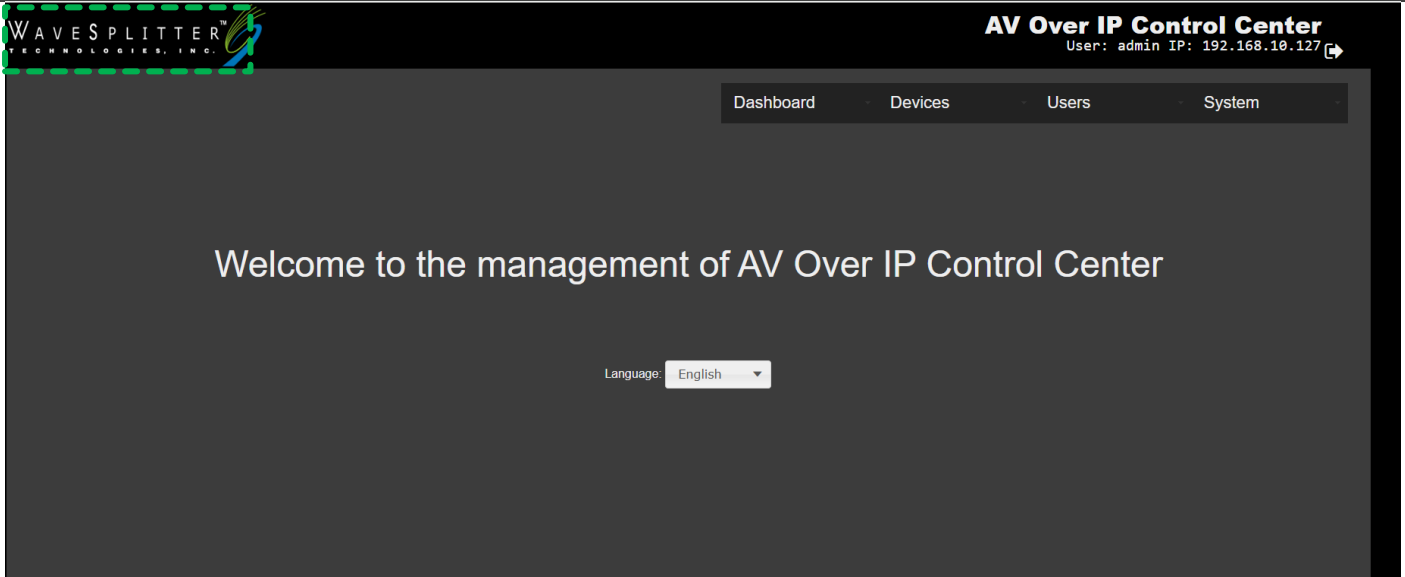 WAVESPLITTER™
TECHNOLOGIES, INC.
AV Over IP Control Center
User: admin IP: 192.168.10.127
Dashboard Devices Users System
Welcome to the management of AV Over IP Control Center
Language: English